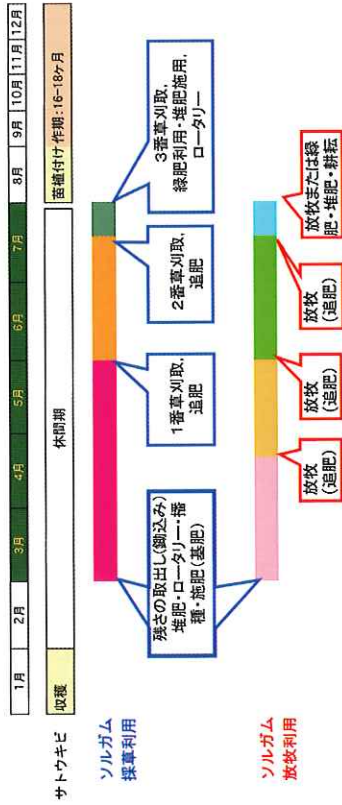 1月 2月 3月 4月 5月 6月 7月 8月 9月 10月 11月 12月
サトウキビ
収穫
休閒期
苗植付け 作期:16-18ヶ月
ソルガム
採草利用
残さの取出し(鋤込み)
堆肥・ロータリー・播
種・施肥(基肥)
1番草刈取,
追肥
2番草刈取,
追肥
3番草刈取,
緑肥利用・堆肥施用,
ロータリー
ソルガム
放牧利用
放牧
(追肥)
放牧
(追肥)
放牧
(追肥)
放牧または緑
肥・堆肥・耕耘